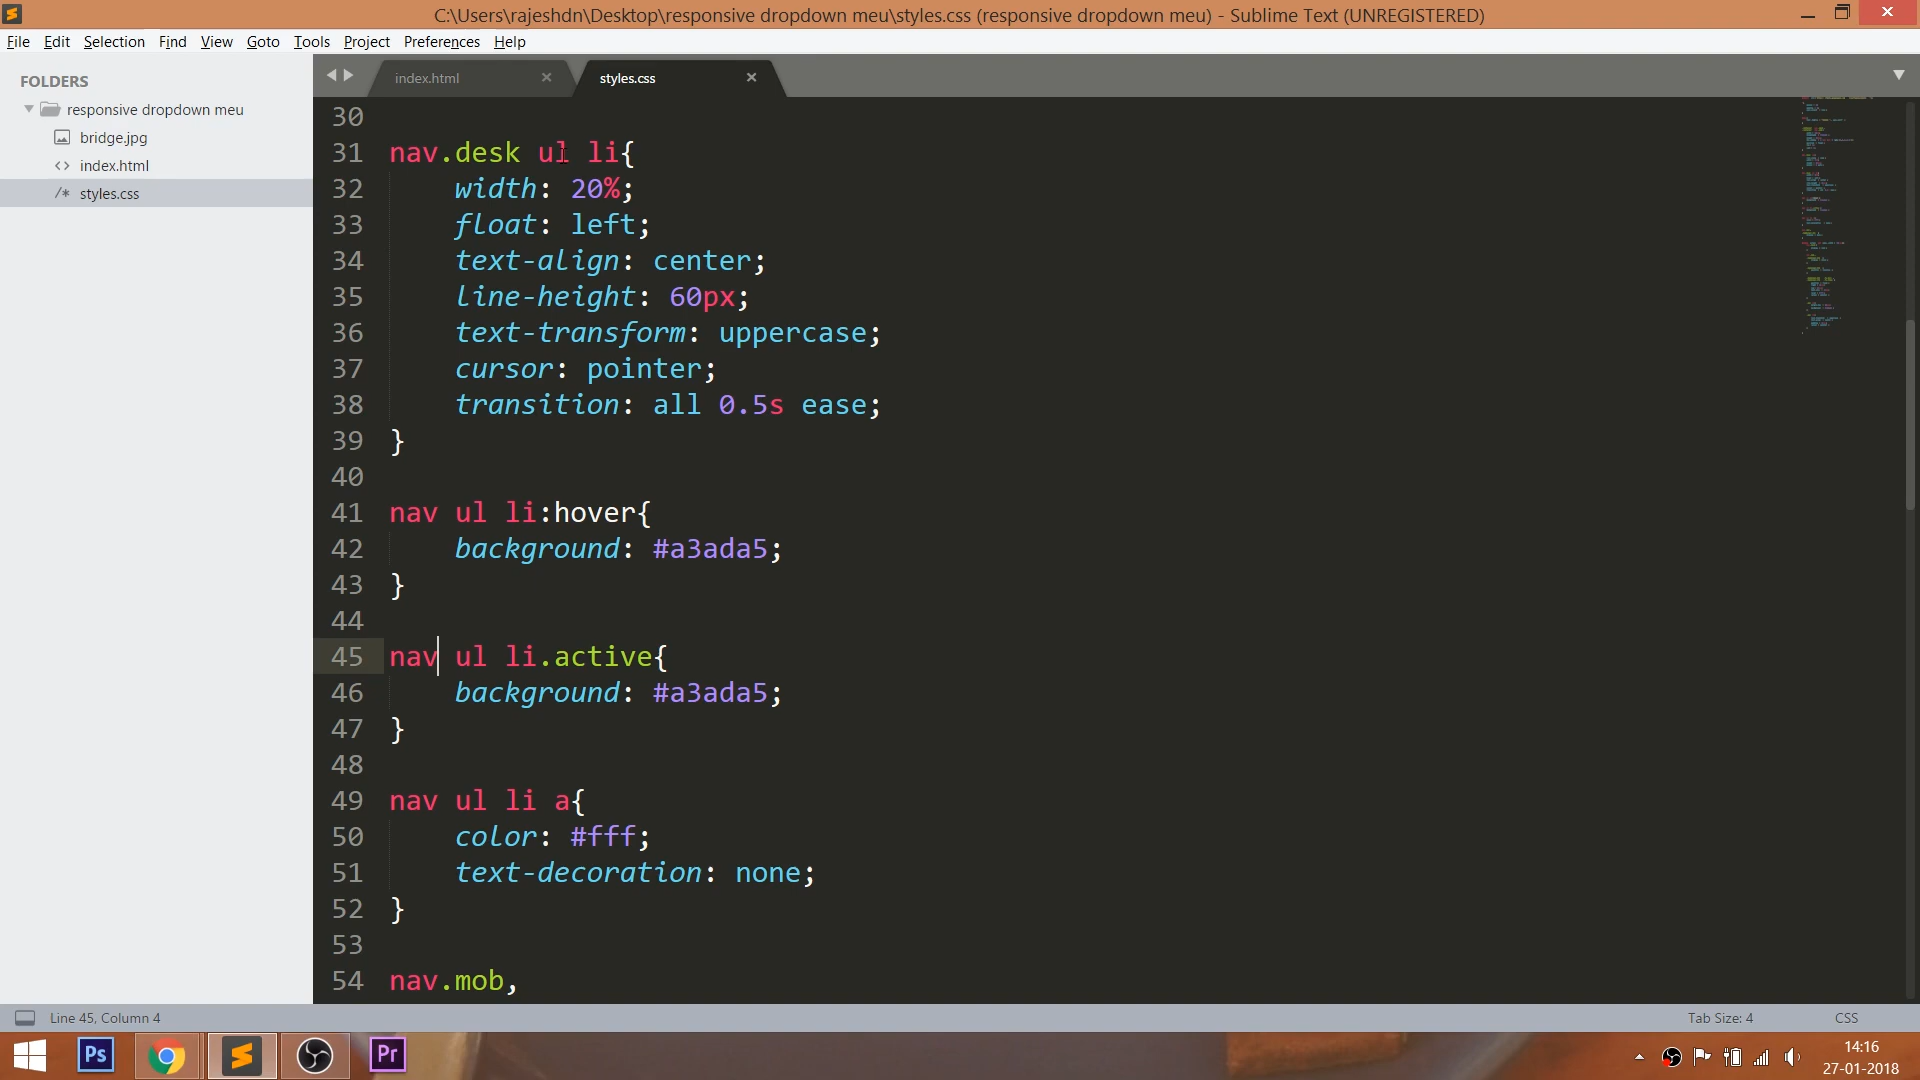 C:\Users\rajeshdn\Desktop\responsive dropdown meu\styles.css (responsive dropdown meu) - Sublime Text (UNREGISTERED)
File Edit Selection Find View Goto Tools Project Preferences Help
FOLDERS
responsive dropdown meu
bridge.jpg
<> index.html
/* styles.css
index.html × styles.css ×
30
31 nav.desk ul li{
32 width: 20%;
33 float: left;
34 text-align: center;
35 line-height: 60px;
36 text-transform: uppercase;
37 cursor: pointer;
38 transition: all 0.5s ease;
39 }
40
41 nav ul li:hover{
42 background: #a3ada5;
43 }
44
45 nav ul li.active{
46 background: #a3ada5;
47 }
48
49 nav ul li a{
50 color: #fff;
51 text-decoration: none;
52 }
53
54 nav.mob,
Line 45, Column 4
Tab Size: 4
CSS
Ps
Pr
14:16
27-01-2018